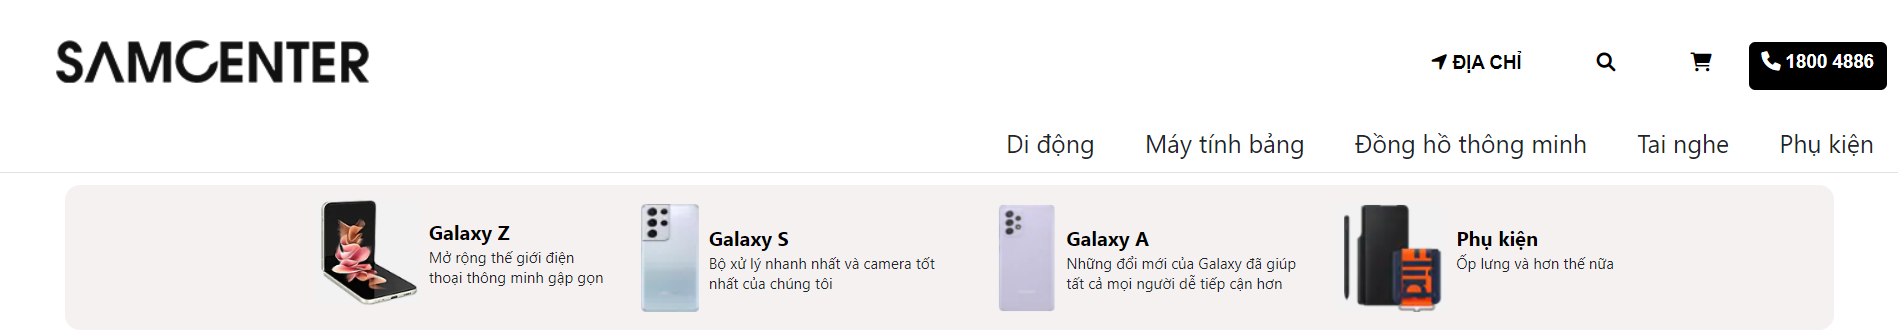 SAMCENTER
ĐỊA CHỈ
1800 4886
Di động Máy tính bảng Đồng hồ thông minh Tai nghe Phụ kiện
Galaxy Z
Mở rộng thế giới điện
thoại thông minh gập gọn
Galaxy S
Bộ xử lý nhanh nhất và camera tốt
nhất của chúng tôi
Galaxy A
Những đổi mới của Galaxy đã giúp
tất cả mọi người dễ tiếp cận hơn
Phụ kiện
Ốp lưng và hơn thế nữa